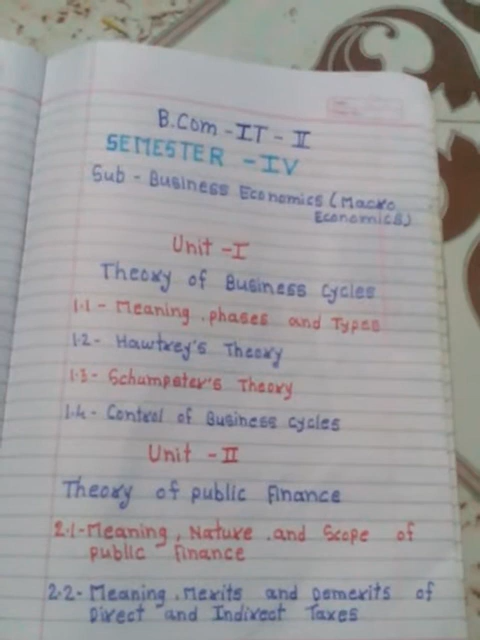 B.Com - IT - II
SEMESTER - IV
Sub - Business Economics (Macro
Economics)
Unit - I
Theory of Business Cycles
1.1 - Meaning, phases and Types
1.2 - Hawtrey's Theory
1.3 - Schumpeter's Theory
1.4 - Control of Business cycles
Unit - II
Theory of public finance
2.1 - Meaning, Nature and Scope of
public finance
2.2 - Meaning, Merits and Demerits of
Direct and Indirect Taxes